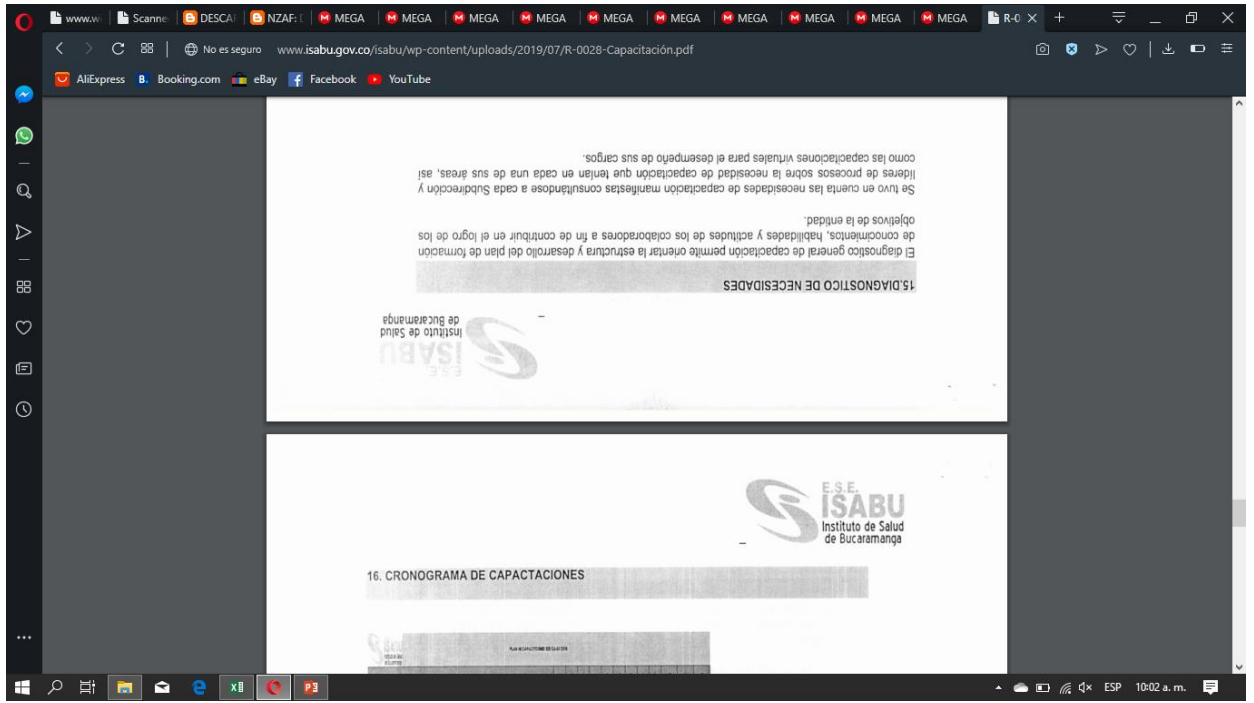 www.w
Scanne
DESCAI
NZAF: [
MEGA
MEGA
MEGA
MEGA
MEGA
MEGA
MEGA
MEGA
MEGA
MEGA
R-0
No es seguro
www.isabu.gov.co/isabu/wp-content/uploads/2019/07/R-0028-Capacitación.pdf
AliExpress
B. Booking.com
eBay
Facebook
YouTube
E.S.E.
ISABU
Instituto de Salud
de Bucaramanga
15.DIAGNOSTICO DE NECESIDADES
El diagnostico general de capacitación permite orientar la estructura y desarrollo del plan de formación
de conocimientos, habilidades y actitudes de los colaboradores a fin de contribuir en el logro de los
objetivos de la entidad.
Se tuvo en cuenta las necesidades de capacitación manifiestas consultándose a cada Subdirección y
líderes de procesos sobre la necesidad de capacitación que tenían en cada una de sus áreas, así
como las capacitaciones virtuales para el desempeño de sus cargos.
E.S.E.
ISABU
Instituto de Salud
de Bucaramanga
16. CRONOGRAMA DE CAPACTACIONES
ESP
10:02 a. m.